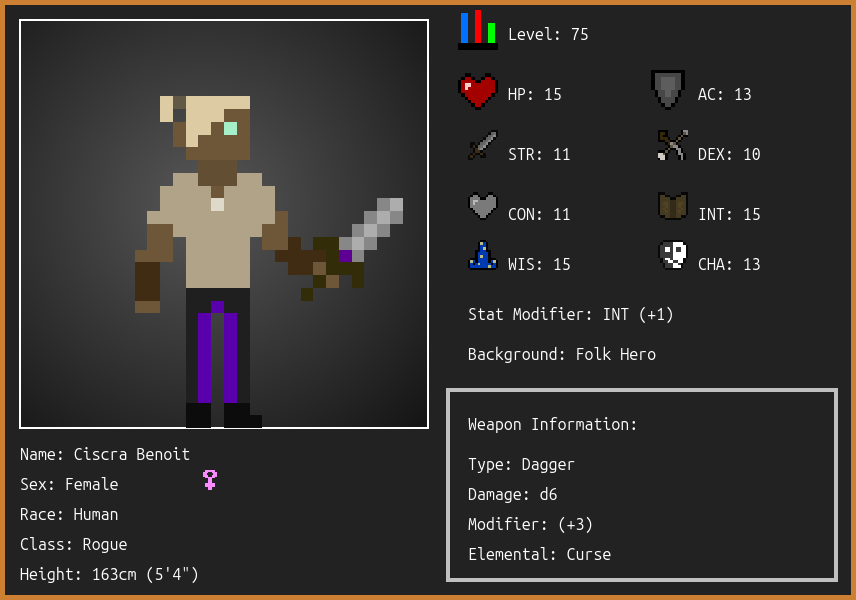 Level: 75
HP: 15
AC: 13
STR: 11
DEX: 10
CON: 11
INT: 15
WIS: 15
CHA: 13
Stat Modifier: INT (+1)
Background: Folk Hero
Weapon Information:
Type: Dagger
Damage: d6
Modifier: (+3)
Elemental: Curse
Name: Ciscra Benoit
Sex: Female
Race: Human
Class: Rogue
Height: 163cm (5'4")